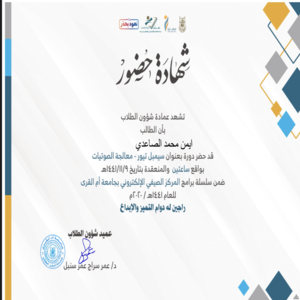 شهادة حضور
تشهد عمادة شؤون الطلاب
بأن الطالب
ايمن محمد الصاعدي
قد حضر دورة بعنوان سيمبل تيور - معالجة الصوتيات
بواقع ساعتين والمنعقدة بتاريخ ١٤٤١/١١/٩هـ
ضمن سلسلة برامج المركز الصيفي الإلكتروني بجامعة أم القرى
للعام ١٤٤١هـ / ٢٠٢٠م
راجين له دوام التميز والإبداع
عميد شؤون الطلاب
د/ عمر سراج عمر سنبل